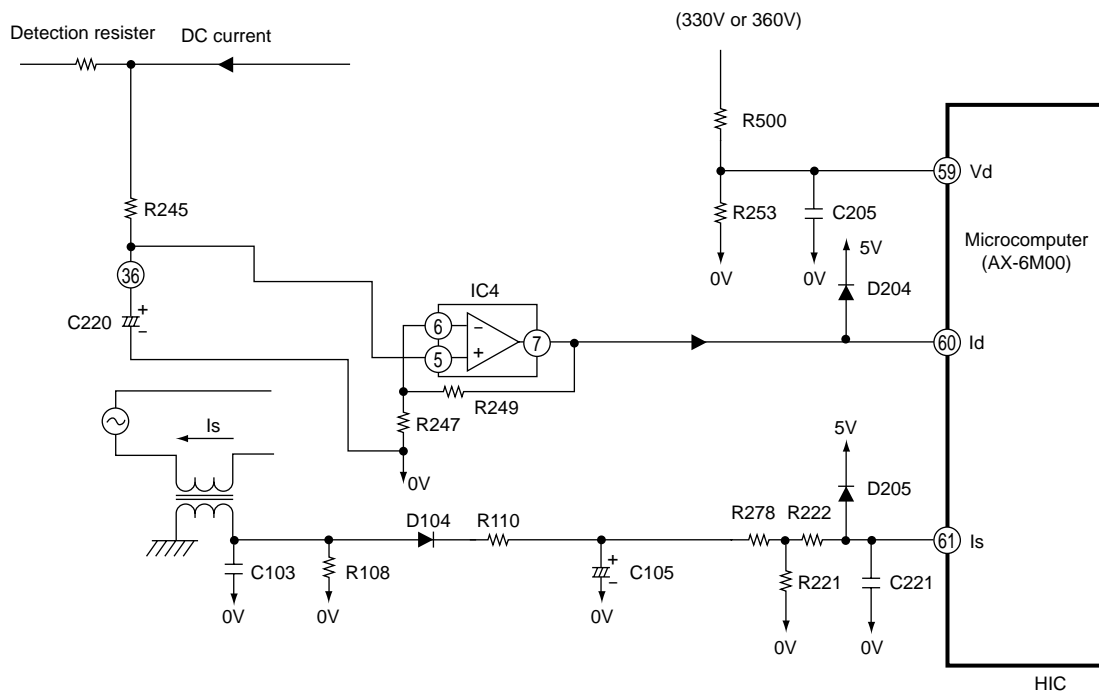 (330V or 360V)
Detection resister
DC current
R500
59 Vd
R245
R253
C205
Microcomputer
(AX-6M00)
0V
0V
5V
36
IC4
D204
C220
+
−
6
−
5
+
7
60 Id
R249
R247
Is
0V
5V
D205
D104
R110
R278
R222
61 Is
C103
R108
+
−
C105
R221
C221
0V
0V
0V
0V
0V
HIC